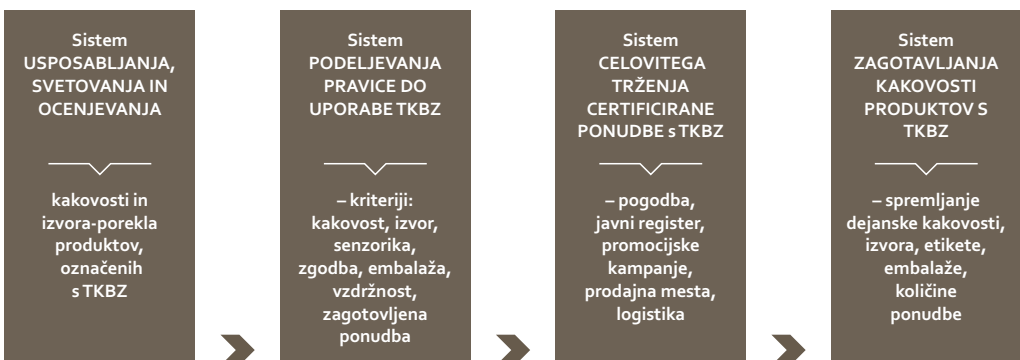 Sistem
USPOSABLJANJA,
SVETOVANJA IN
OCENJEVANJA
kakovosti in
izvora-porekla
produktov,
označenih
s TKBZ
Sistem
PODELJEVANJA
PRAVICE DO
UPORABE TKBZ
– kriteriji:
kakovost, izvor,
senzorika,
zgodba, embalaža,
vzdržnost,
zagotovljena
ponudba
Sistem
CELOVITEGA
TRŽENJA
CERTIFICIRANE
PONUDBE s TKBZ
– pogodba,
javni register,
promocijske
kampanje,
prodajna mesta,
logistika
Sistem
ZAGOTAVLJANJA
KAKOVOSTI
PRODUKTOV S
TKBZ
– spremljanje
dejanske kakovosti,
izvora, etikete,
embalaže,
količine
ponudbe